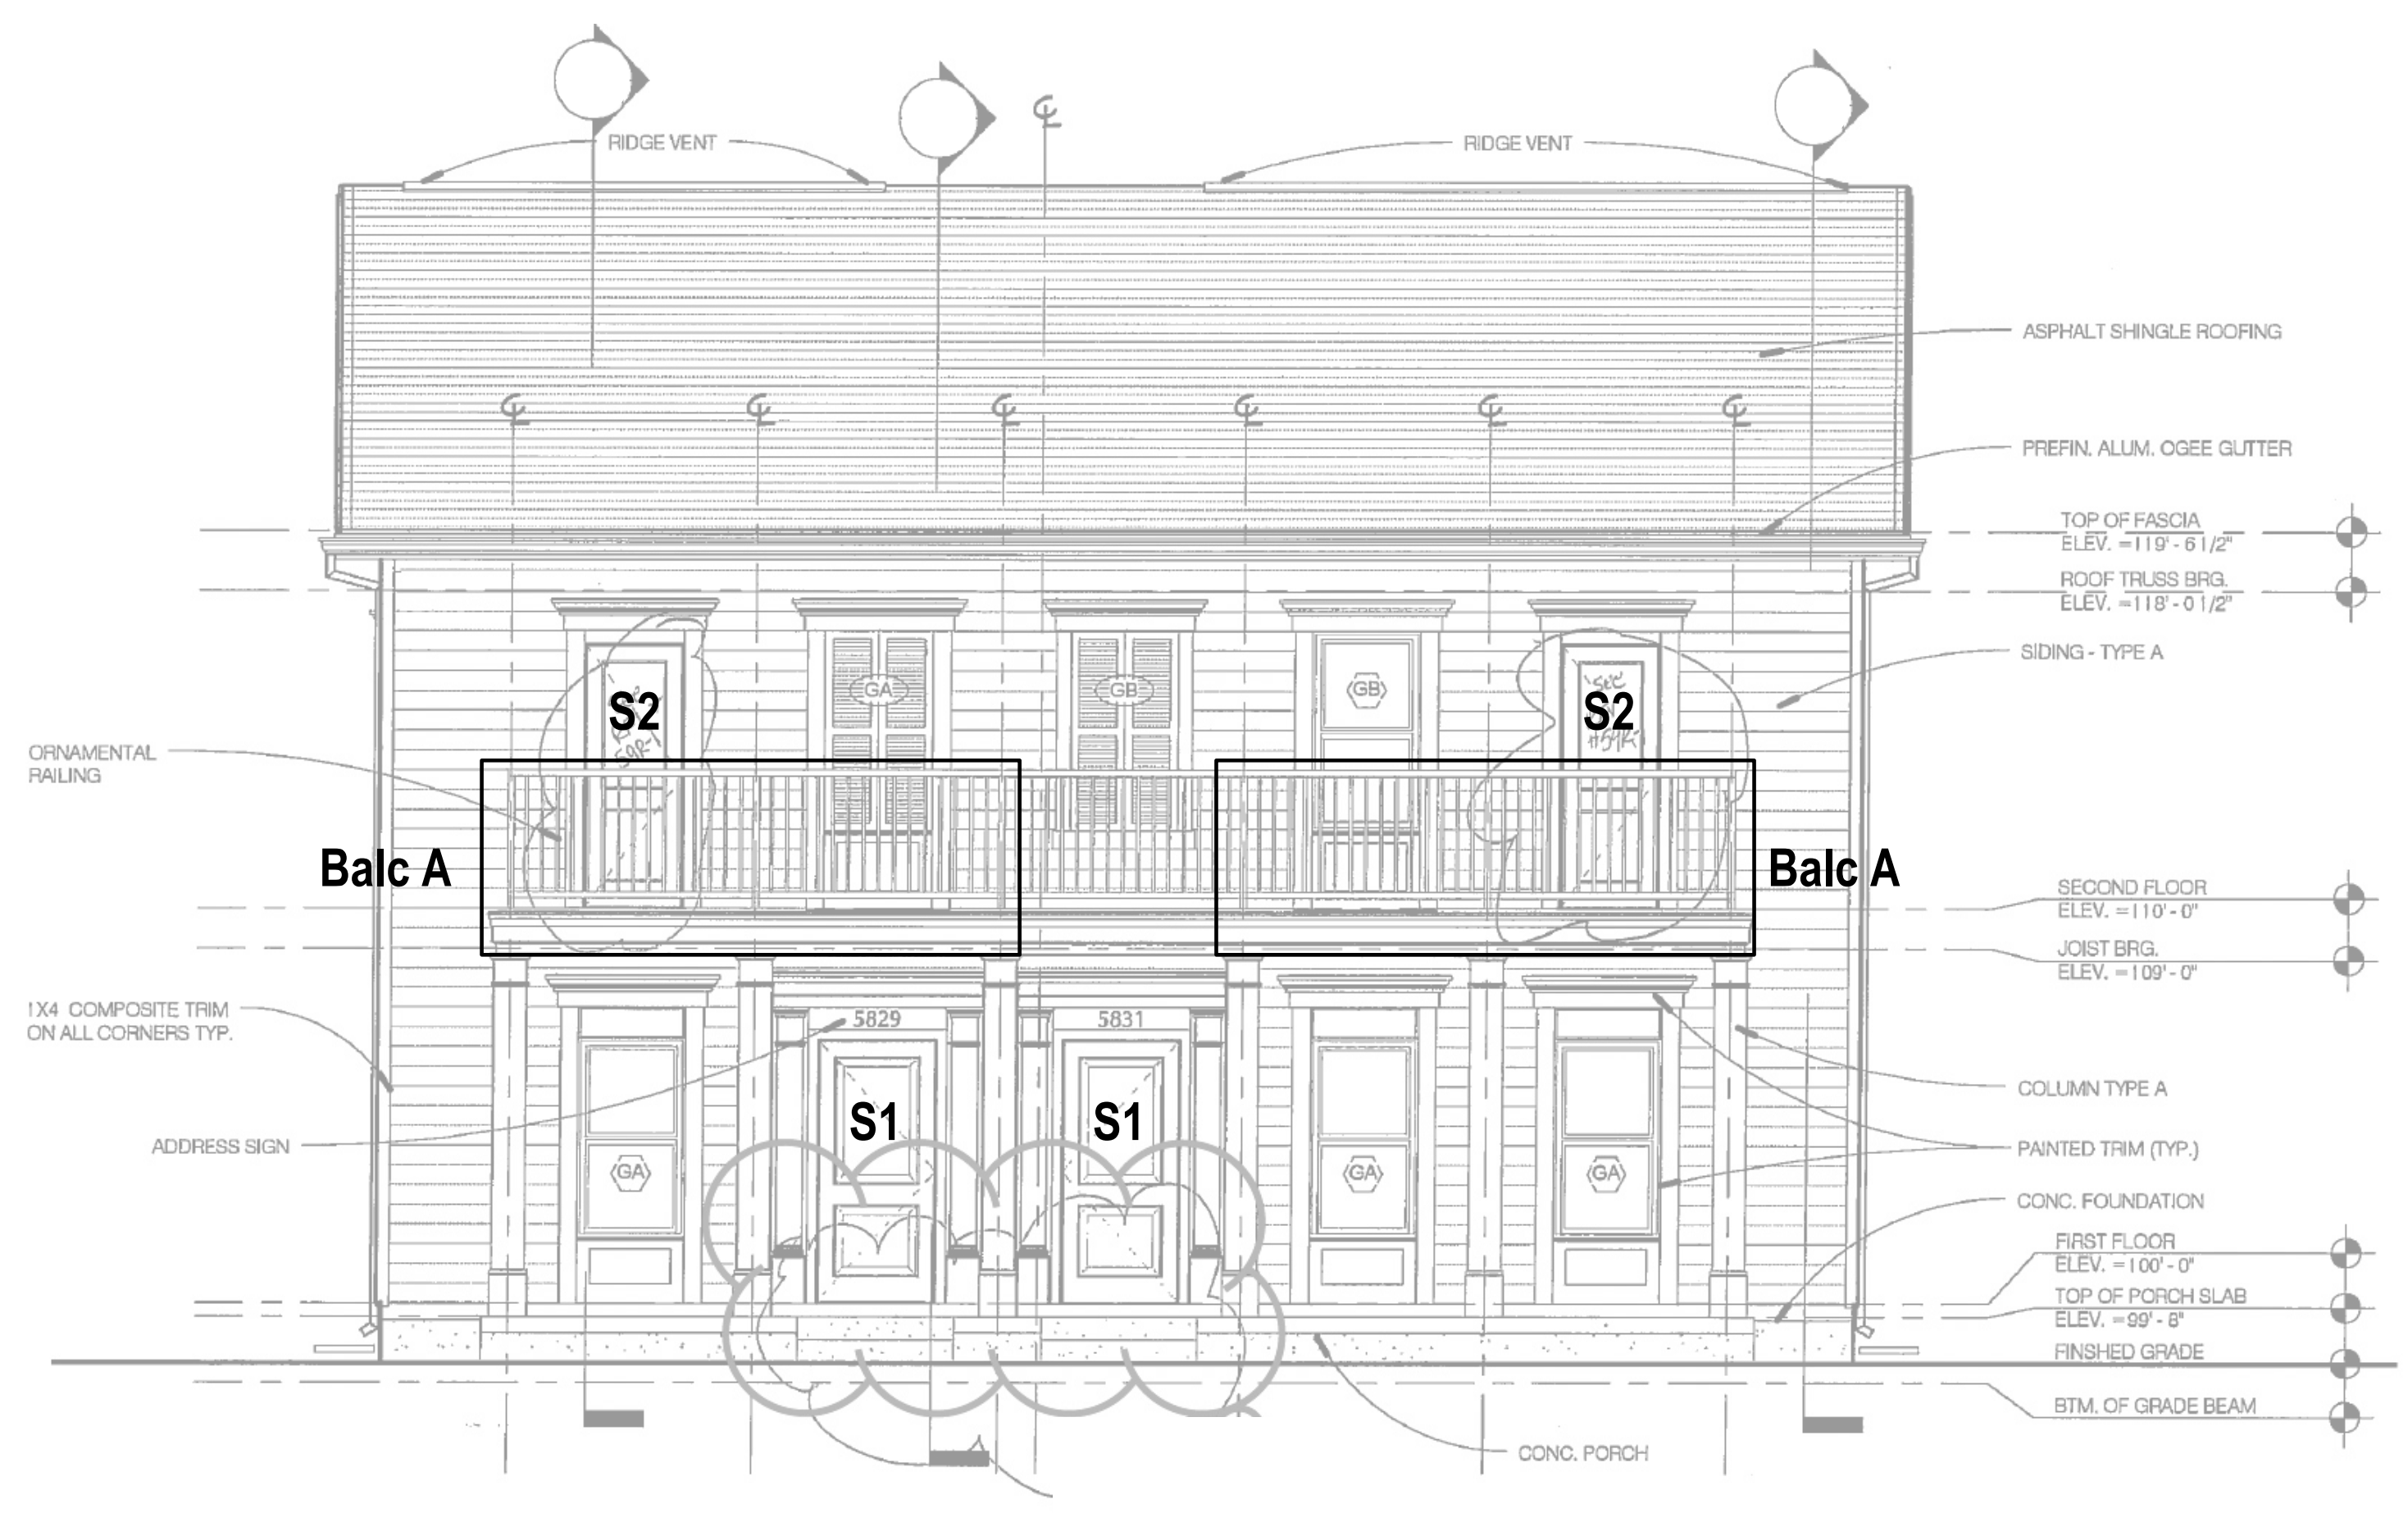 RIDGE VENT
RIDGE VENT
ASPHALT SHINGLE ROOFING
PREFIN. ALUM. OGEE GUTTER
TOP OF FASCIA
ELEV. =119' - 6 1/2"
ROOF TRUSS BRG.
ELEV. =118' - 0 1/2"
SIDING - TYPE A
GA
GB
GB
S2
S2
ORNAMENTAL
RAILING
Balc A
Balc A
SECOND FLOOR
ELEV. =110' - 0"
JOIST BRG.
ELEV. =109' - 0"
1X4 COMPOSITE TRIM
ON ALL CORNERS TYP.
5829
5831
COLUMN TYPE A
S1
S1
ADDRESS SIGN
PAINTED TRIM (TYP.)
GA
GA
GA
CONC. FOUNDATION
FIRST FLOOR
ELEV. =100' - 0"
TOP OF PORCH SLAB
ELEV. =99' - 8"
FINSHED GRADE
BTM. OF GRADE BEAM
CONC. PORCH